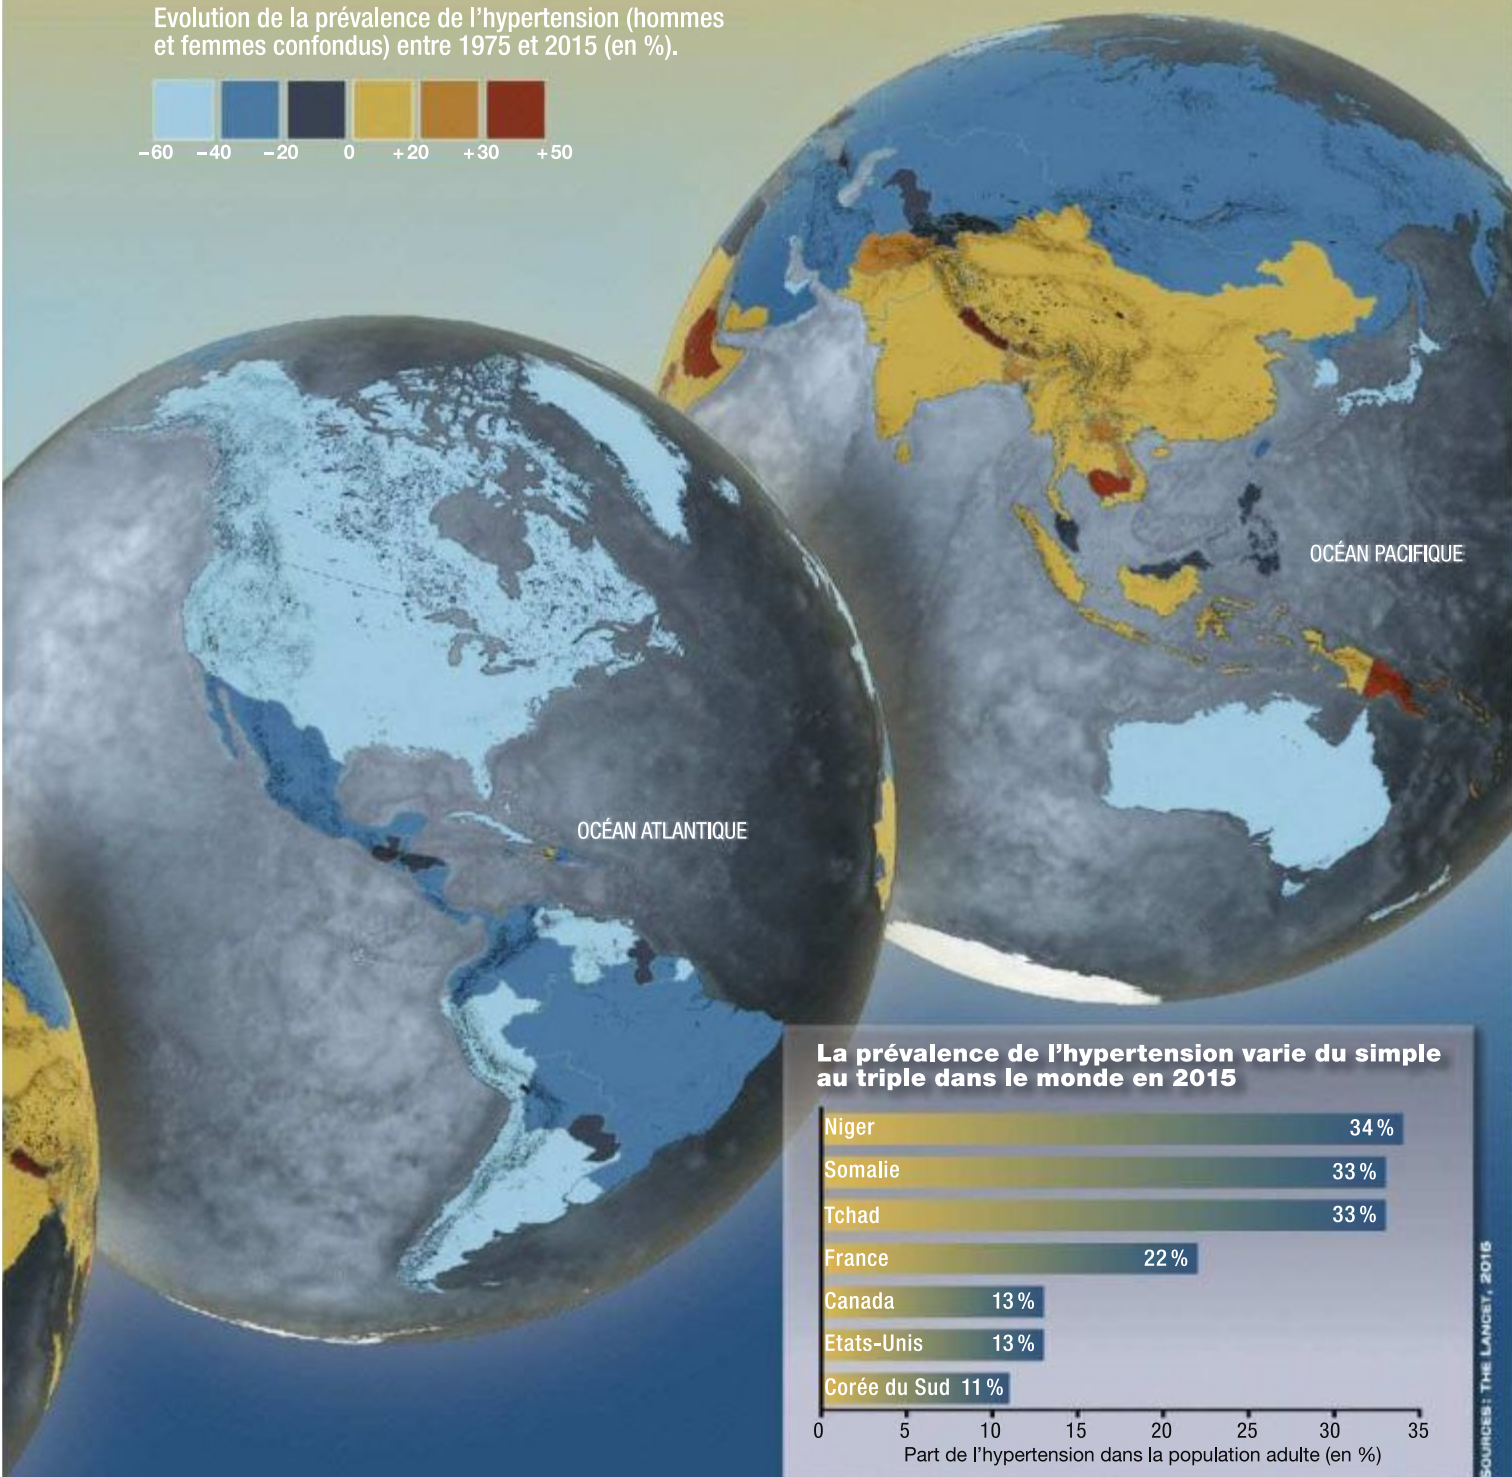 Evolution de la prévalence de l'hypertension (hommes
et femmes confondus) entre 1975 et 2015 (en %).
–60 –40 –20 0 +20 +30 +50
OCÉAN PACIFIQUE
OCÉAN ATLANTIQUE
La prévalence de l'hypertension varie du simple
au triple dans le monde en 2015
Niger 34 %
Somalie 33 %
Tchad 33 %
France 22 %
Canada 13 %
Etats-Unis 13 %
Corée du Sud 11 %
0 5 10 15 20 25 30 35
Part de l'hypertension dans la population adulte (en %)
SOURCES : THE LANCET, 2016